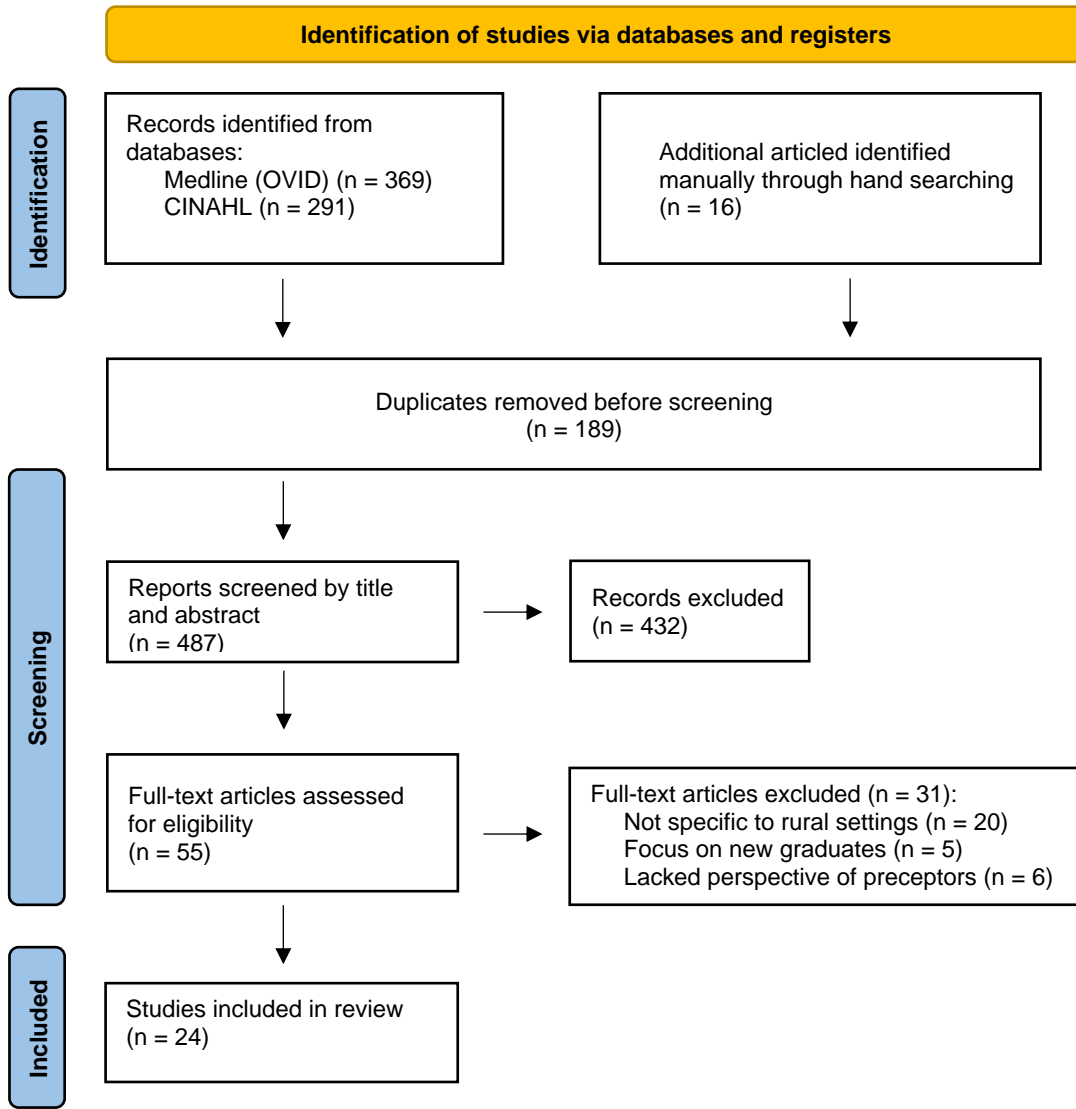 Identification of studies via databases and registers
Identification
Records identified from
databases:
Medline (OVID) (n = 369)
CINAHL (n = 291)
Additional articled identified
manually through hand searching
(n = 16)
Duplicates removed before screening
(n = 189)
Screening
Reports screened by title
and abstract
(n = 487)
Records excluded
(n = 432)
Full-text articles assessed
for eligibility
(n = 55)
Full-text articles excluded (n = 31):
Not specific to rural settings (n = 20)
Focus on new graduates (n = 5)
Lacked perspective of preceptors (n = 6)
Included
Studies included in review
(n = 24)